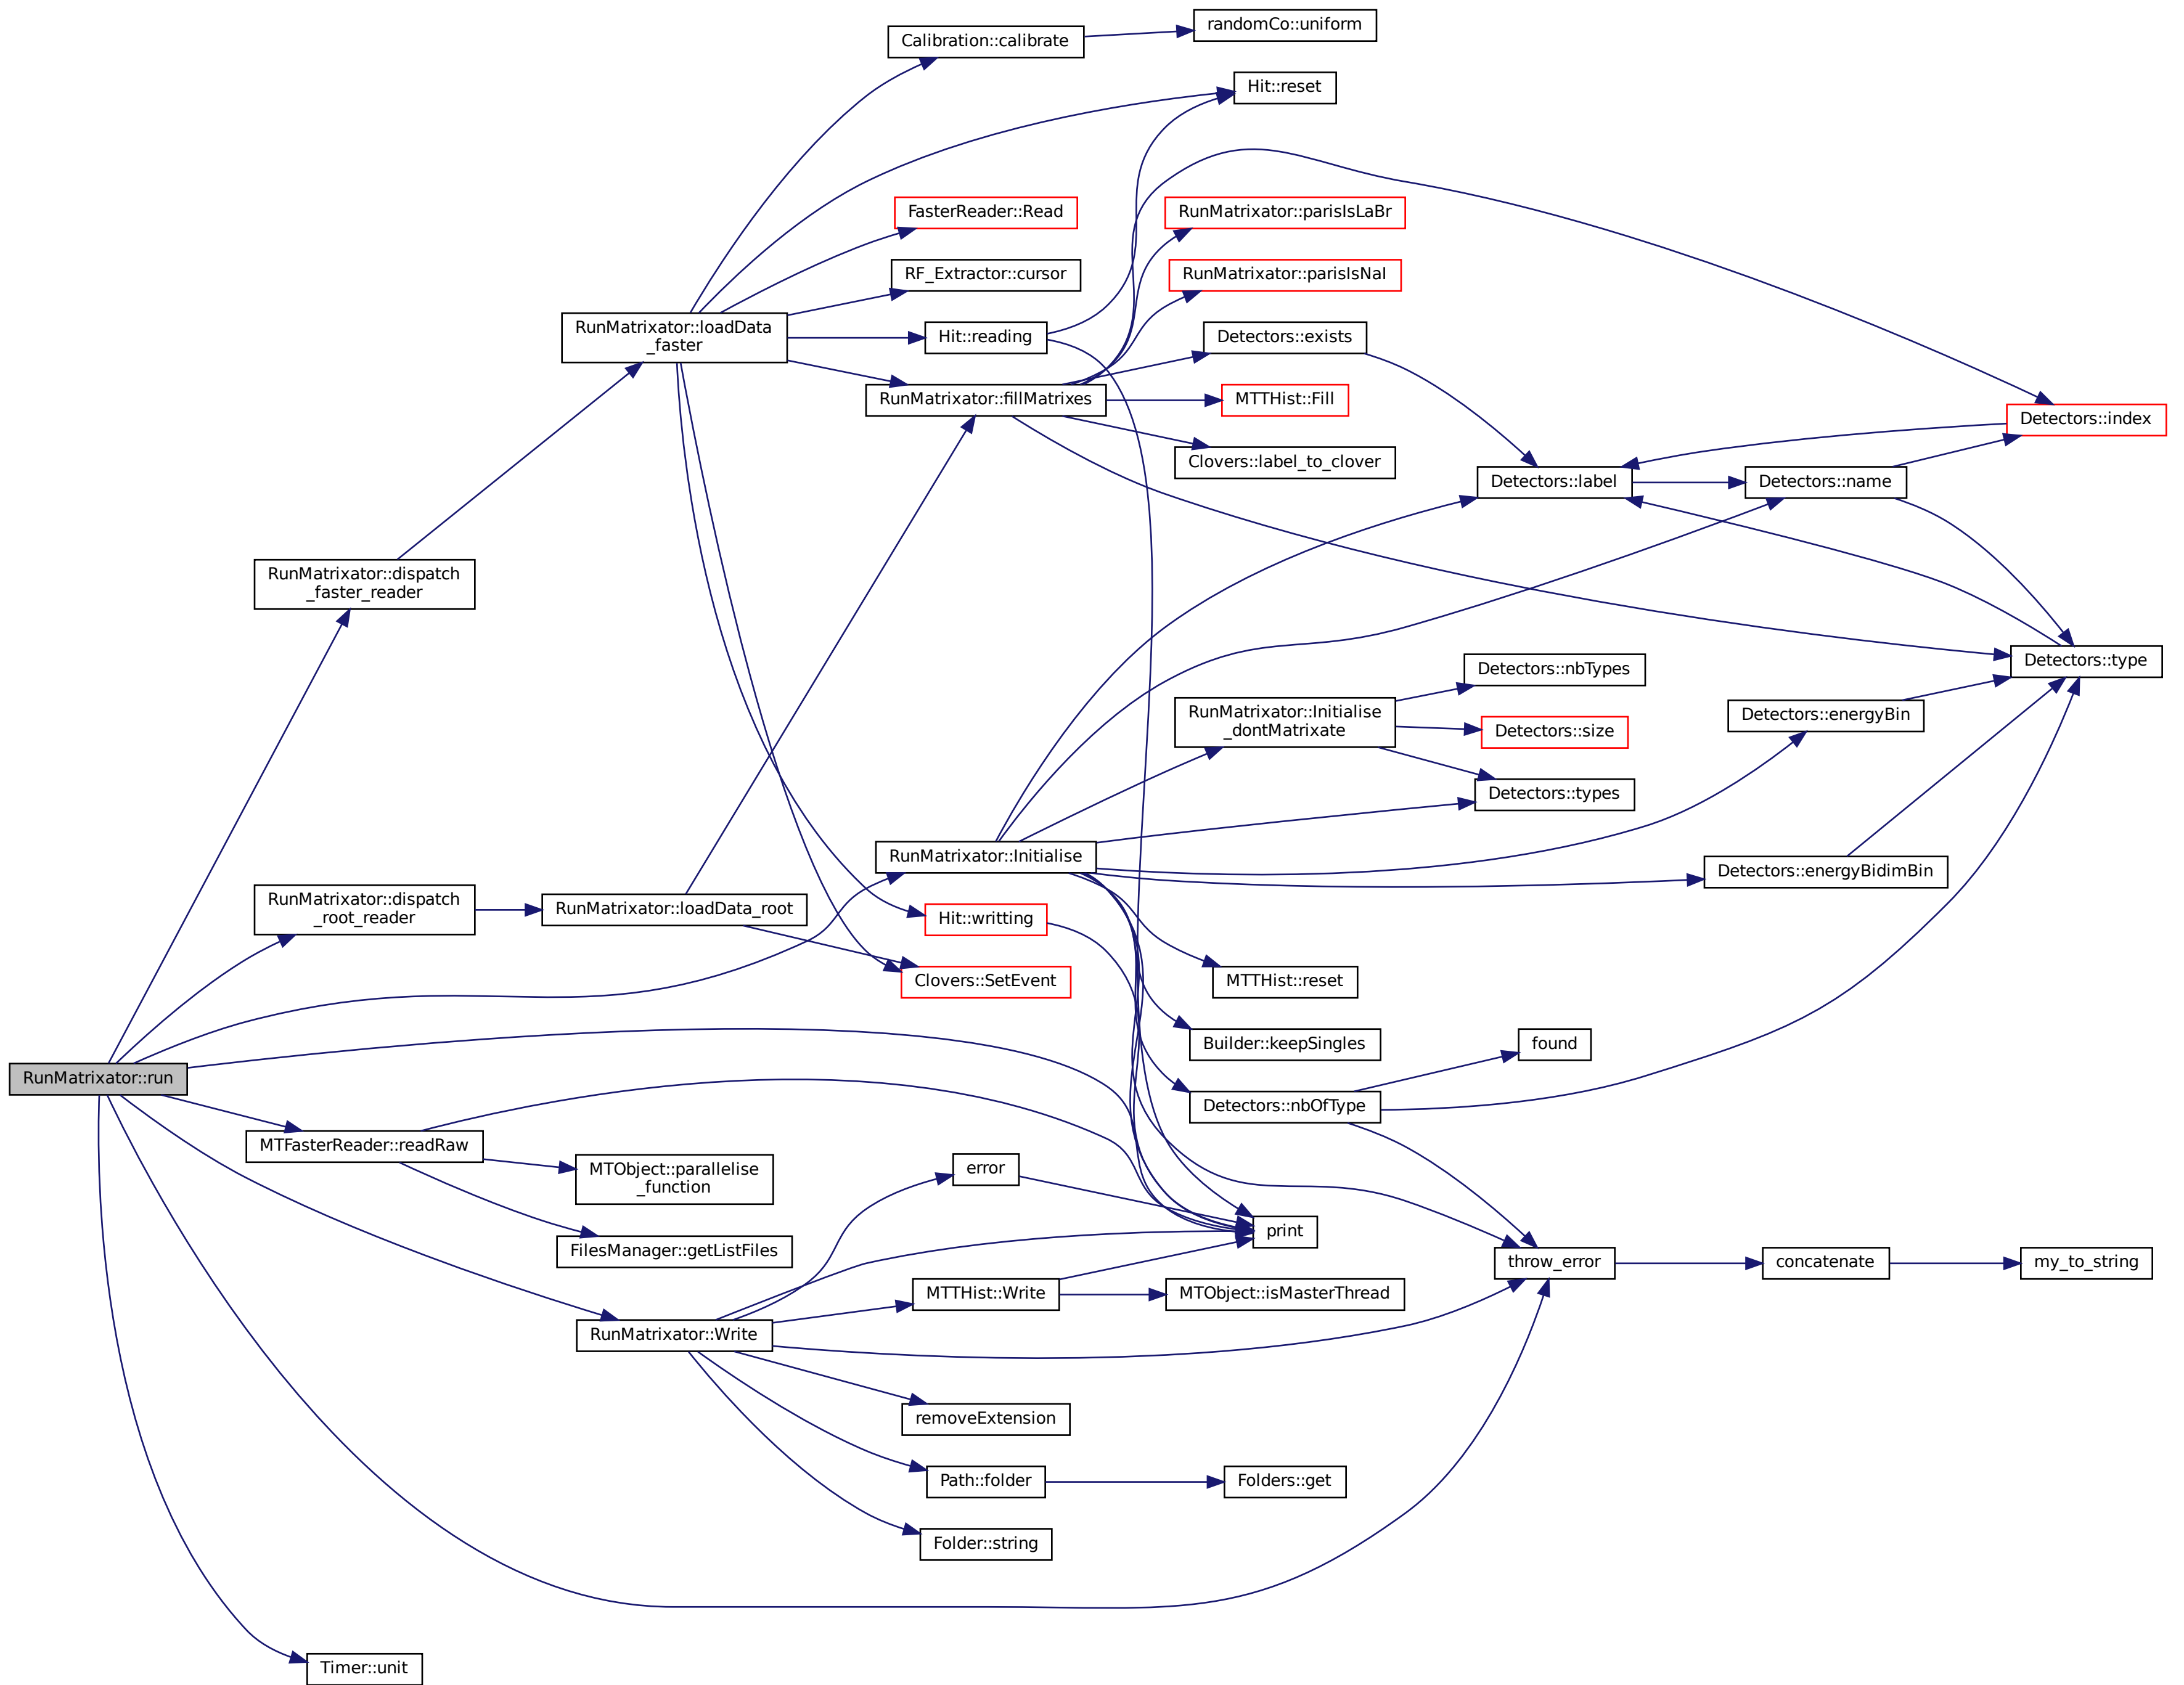 randomCo::uniform
Calibration::calibrate
Hit::reset
FasterReader::Read
RunMatrixator::parisIsLaBr
RF_Extractor::cursor
RunMatrixator::parisIsNaI
RunMatrixator::loadData
_faster
Hit::reading
Detectors::exists
RunMatrixator::fillMatrixes
MTTHist::Fill
Detectors::index
Clovers::label_to_clover
Detectors::label
Detectors::name
RunMatrixator::dispatch
_faster_reader
Detectors::type
Detectors::nbTypes
RunMatrixator::Initialise
_dontMatrixate
Detectors::energyBin
Detectors::size
Detectors::types
RunMatrixator::Initialise
Detectors::energyBidimBin
RunMatrixator::dispatch
_root_reader
RunMatrixator::loadData_root
Hit::writting
Clovers::SetEvent
MTTHist::reset
Builder::keepSingles
found
RunMatrixator::run
Detectors::nbOfType
MTFasterReader::readRaw
MTObject::parallelise
_function
error
print
FilesManager::getListFiles
throw_error
concatenate
my_to_string
MTTHist::Write
MTObject::isMasterThread
RunMatrixator::Write
removeExtension
Path::folder
Folders::get
Folder::string
Timer::unit